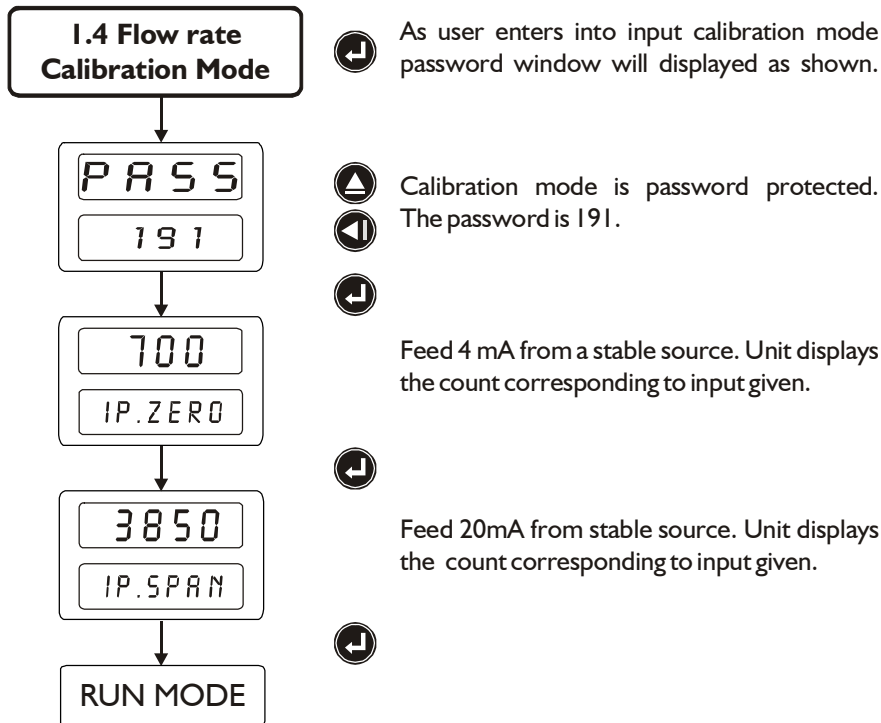 1.4 Flow rate
Calibration Mode
As user enters into input calibration mode
password window will displayed as shown.
PASS
191
Calibration mode is password protected.
The password is 191.
700
IP.ZERO
Feed 4 mA from a stable source. Unit displays
the count corresponding to input given.
3850
IP.SPAN
Feed 20mA from stable source. Unit displays
the count corresponding to input given.
RUN MODE